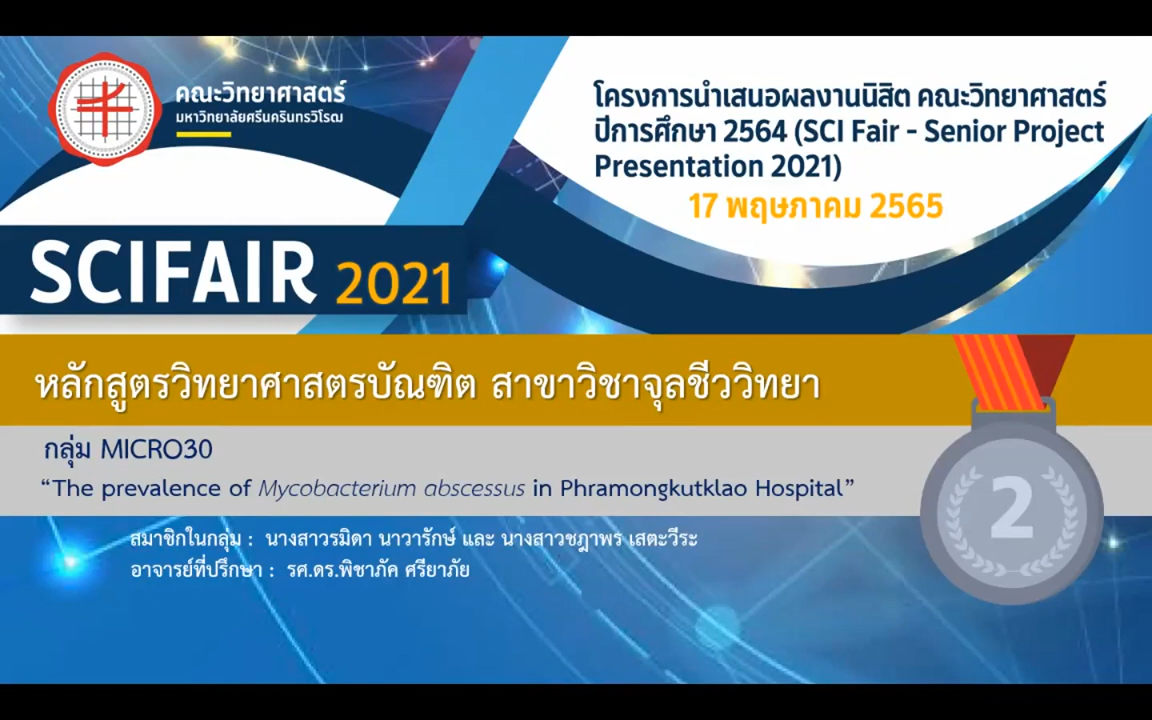 คณะวิทยาศาสตร์
มหาวิทยาลัยศรีนครินทรวิโรฒ
โครงการนำเสนอผลงานนิสิต คณะวิทยาศาสตร์
ปีการศึกษา 2564 (SCI Fair - Senior Project
Presentation 2021)
17 พฤษภาคม 2565
SCIFAIR 2021
หลักสูตรวิทยาศาสตรบัณฑิต สาขาวิชาจุลชีววิทยา
กลุ่ม MICRO30
“The prevalence of Mycobacterium abscessus in Phramongkutklao Hospital”
2
สมาชิกในกลุ่ม : นางสาวรมิดา นาวารักษ์ และ นางสาวชฎาพร เสตะวีระ
อาจารย์ที่ปรึกษา : รศ.ดร.พิชาภัค ศรียาภัย